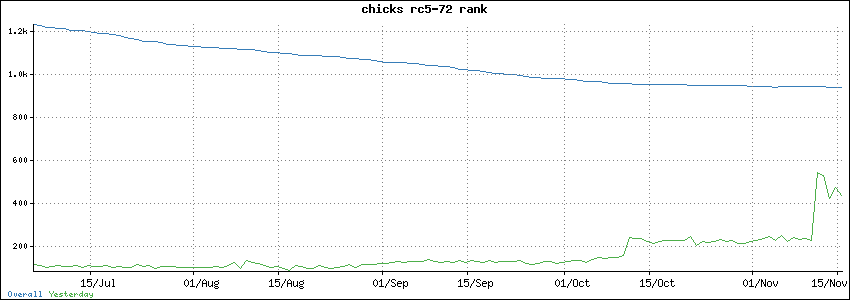 chicks rc5-72 rank
1.2k
1.0k
800
600
400
200
15/Jul 01/Aug 15/Aug 01/Sep 15/Sep 01/Oct 15/Oct 01/Nov 15/Nov
Overall Yesterday